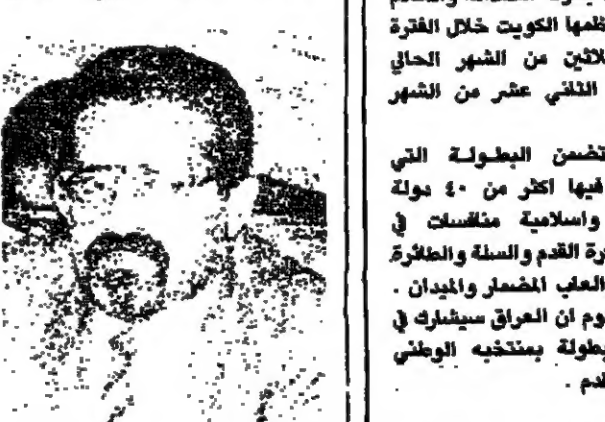 ظمها الكويت خلال الفترة
لاثين من الشهر الحالي
الثاني عشر من الشهر
تضمن البطولة التي
فيها اكثر من ٤٠ دولة
واسلامية منافسات في
رة القدم والسلة والطائرة
العاب المضمار والميدان .
وم ان العراق سيشارك في
بطولة بمنتخبه الوطني
قدم .